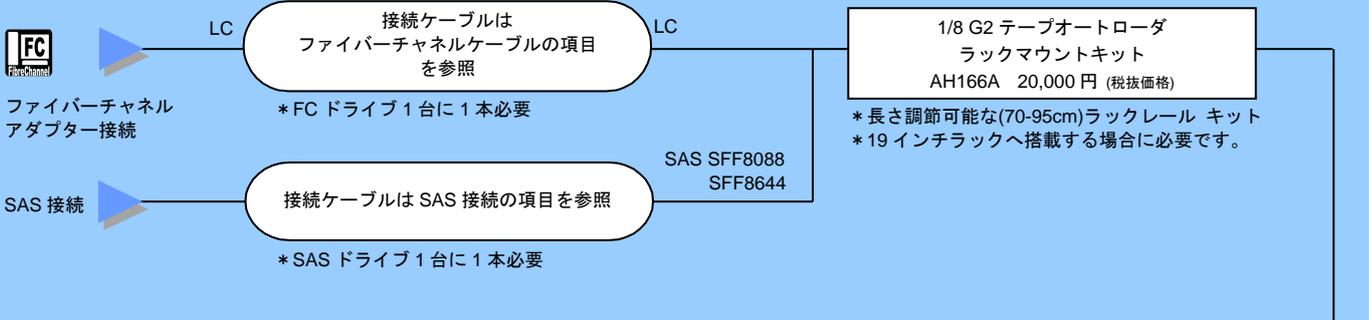 FC
FibreChannel
ファイバーチャネル
アダプター接続
LC
接続ケーブルは
ファイバーチャネルケーブルの項目
を参照
LC
*FC ドライブ 1 台に 1 本必要
SAS 接続
接続ケーブルは SAS 接続の項目を参照
SAS SFF8088
SFF8644
*SAS ドライブ 1 台に 1 本必要
1/8 G2 テープオートローダ
ラックマウントキット
AH166A 20,000 円 (税抜価格)
*長さ調節可能な(70-95cm)ラックレール キット
*19 インチラックへ搭載する場合に必要です。